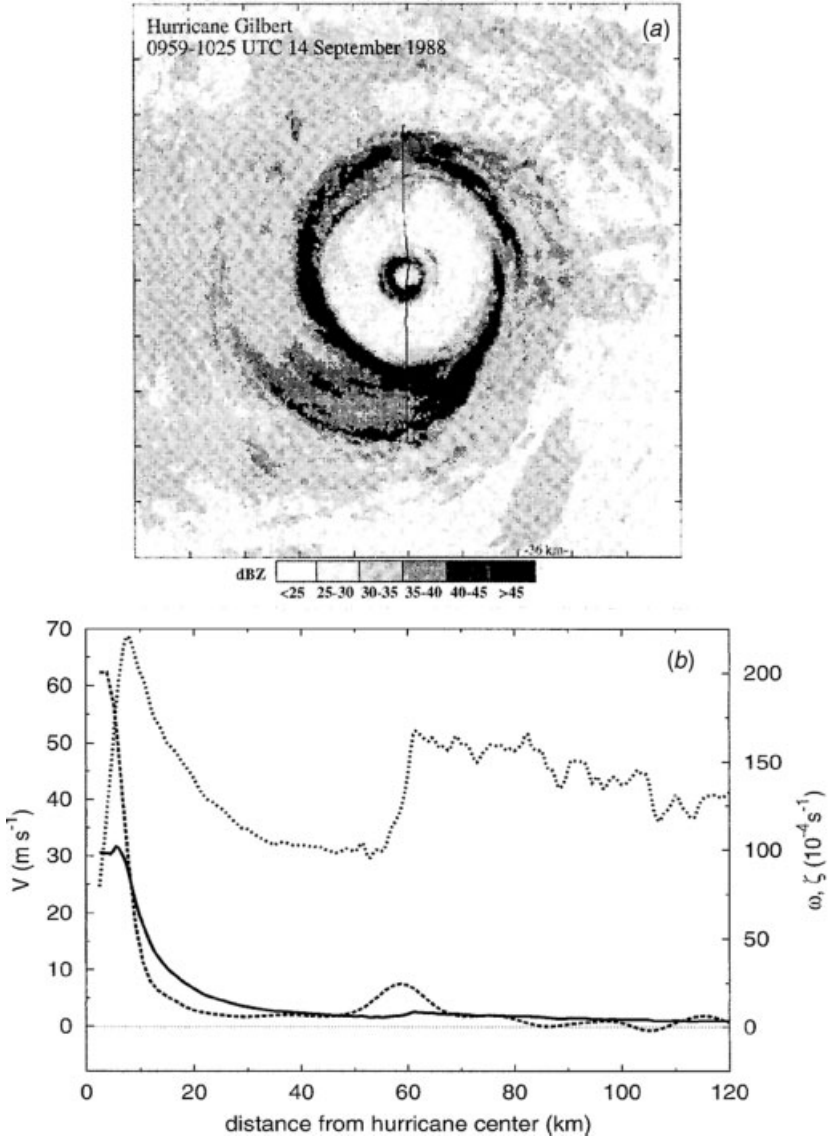 Hurricane Gilbert
0959-1025 UTC 14 September 1988
(a)
-36 km-
dBZ
<25 25-30 30-35 35-40 40-45 >45
(b)
70
60
50
40
30
20
10
0
V (m s⁻¹)
200
150
100
50
0
ω, ζ (10⁻⁴ s⁻¹)
0 20 40 60 80 100 120
distance from hurricane center (km)